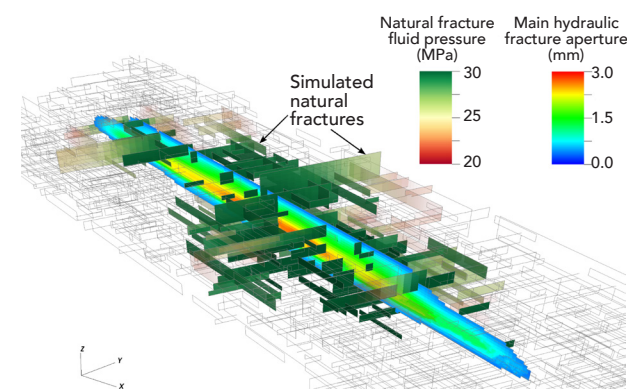 Natural fracture
fluid pressure
(MPa)
30
25
20
Main hydraulic
fracture aperture
(mm)
3.0
1.5
0.0
Simulated
natural
fractures
Z
Y
X